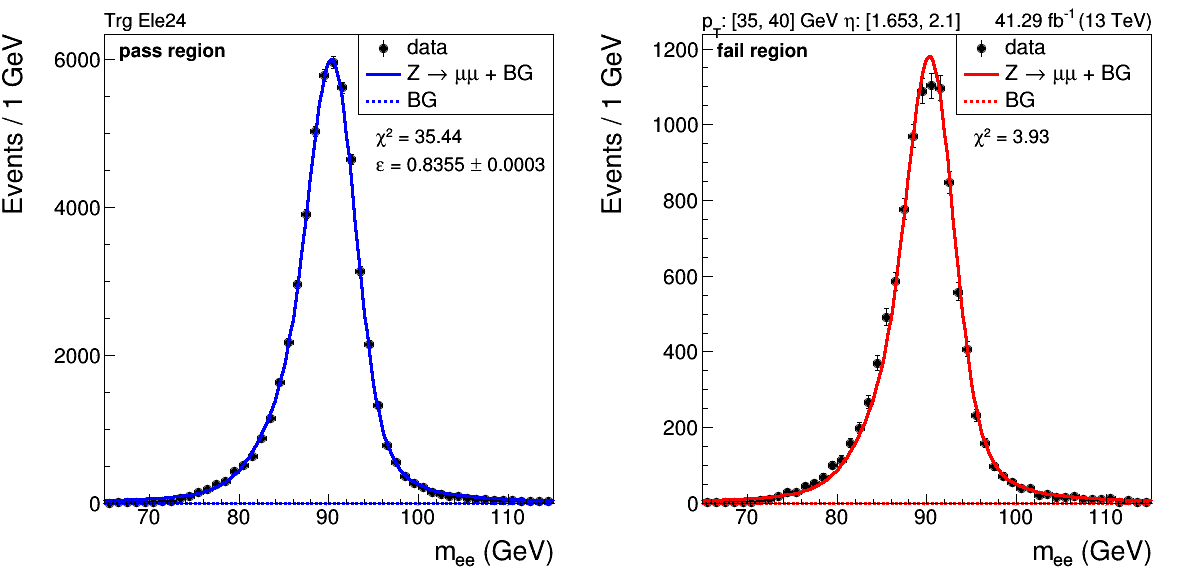 Trg Ele24
pass region
data
Z → μμ + BG
BG
χ² = 35.44
ε = 0.8355 ± 0.0003
Events / 1 GeV
6000
4000
2000
0
70 80 90 100 110
mee (GeV)
pT: [35, 40] GeV η: [1.653, 2.1] 41.29 fb⁻¹ (13 TeV)
fail region
data
Z → μμ + BG
BG
χ² = 3.93
Events / 1 GeV
1200
1000
800
600
400
200
0
70 80 90 100 110
mee (GeV)